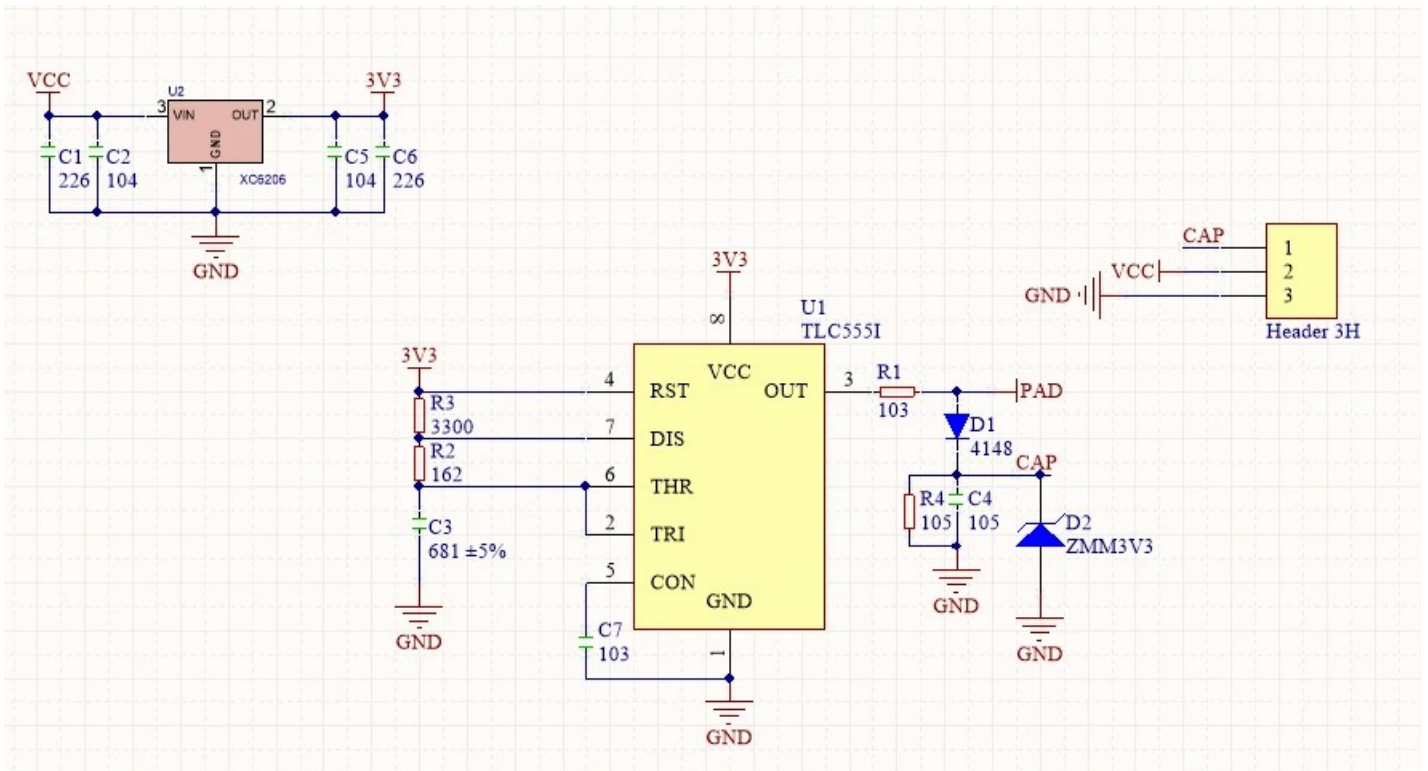 VCC
U2
3V3
3 VIN OUT 2
GND
1
XC6206
C1
226
C2
104
C5
104
C6
226
GND
CAP
VCC
GND
1
2
3
Header 3H
3V3
8
U1
TLC555I
VCC
3V3
4 RST
OUT 3
R1
103
PAD
R3
3300
7 DIS
D1
4148
R2
162
CAP
6 THR
R4
105
C4
105
D2
ZMM3V3
C3
681 ±5%
2 TRI
5 CON
GND
GND
GND
GND
C7
103
1
GND